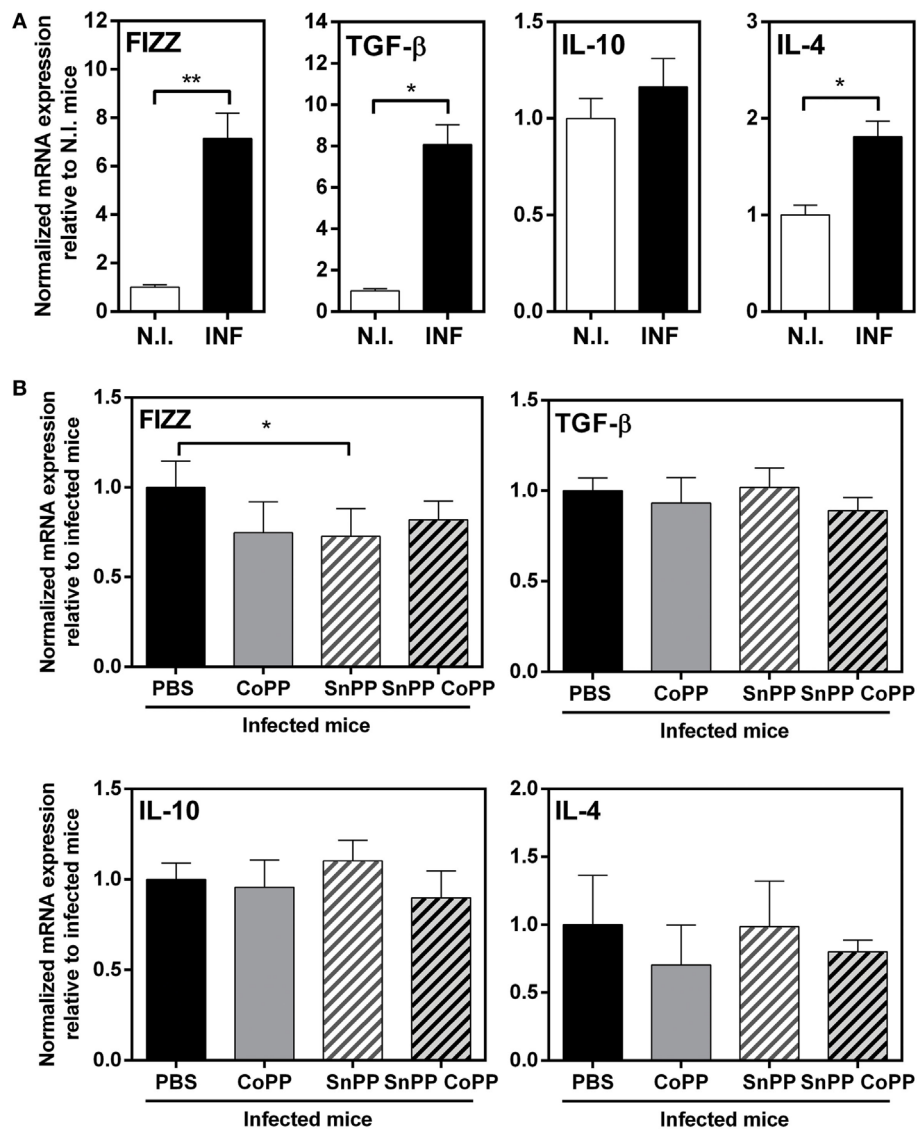 A
Normalized mRNA expression
relative to N.I. mice
FIZZ
12
10
8
6
4
2
0
**
N.I. INF
TGF-β
14
12
10
8
6
4
2
0
*
N.I. INF
IL-10
1.5
1.0
0.5
0.0
N.I. INF
IL-4
3
2
1
0
*
N.I. INF
B
Normalized mRNA expression
relative to infected mice
FIZZ
1.5
1.0
0.5
0.0
*
PBS CoPP SnPP SnPP CoPP
Infected mice
TGF-β
1.5
1.0
0.5
0.0
PBS CoPP SnPP SnPP CoPP
Infected mice
Normalized mRNA expression
relative to infected mice
IL-10
1.5
1.0
0.5
0.0
PBS CoPP SnPP SnPP CoPP
Infected mice
IL-4
2.0
1.5
1.0
0.5
0.0
PBS CoPP SnPP SnPP CoPP
Infected mice